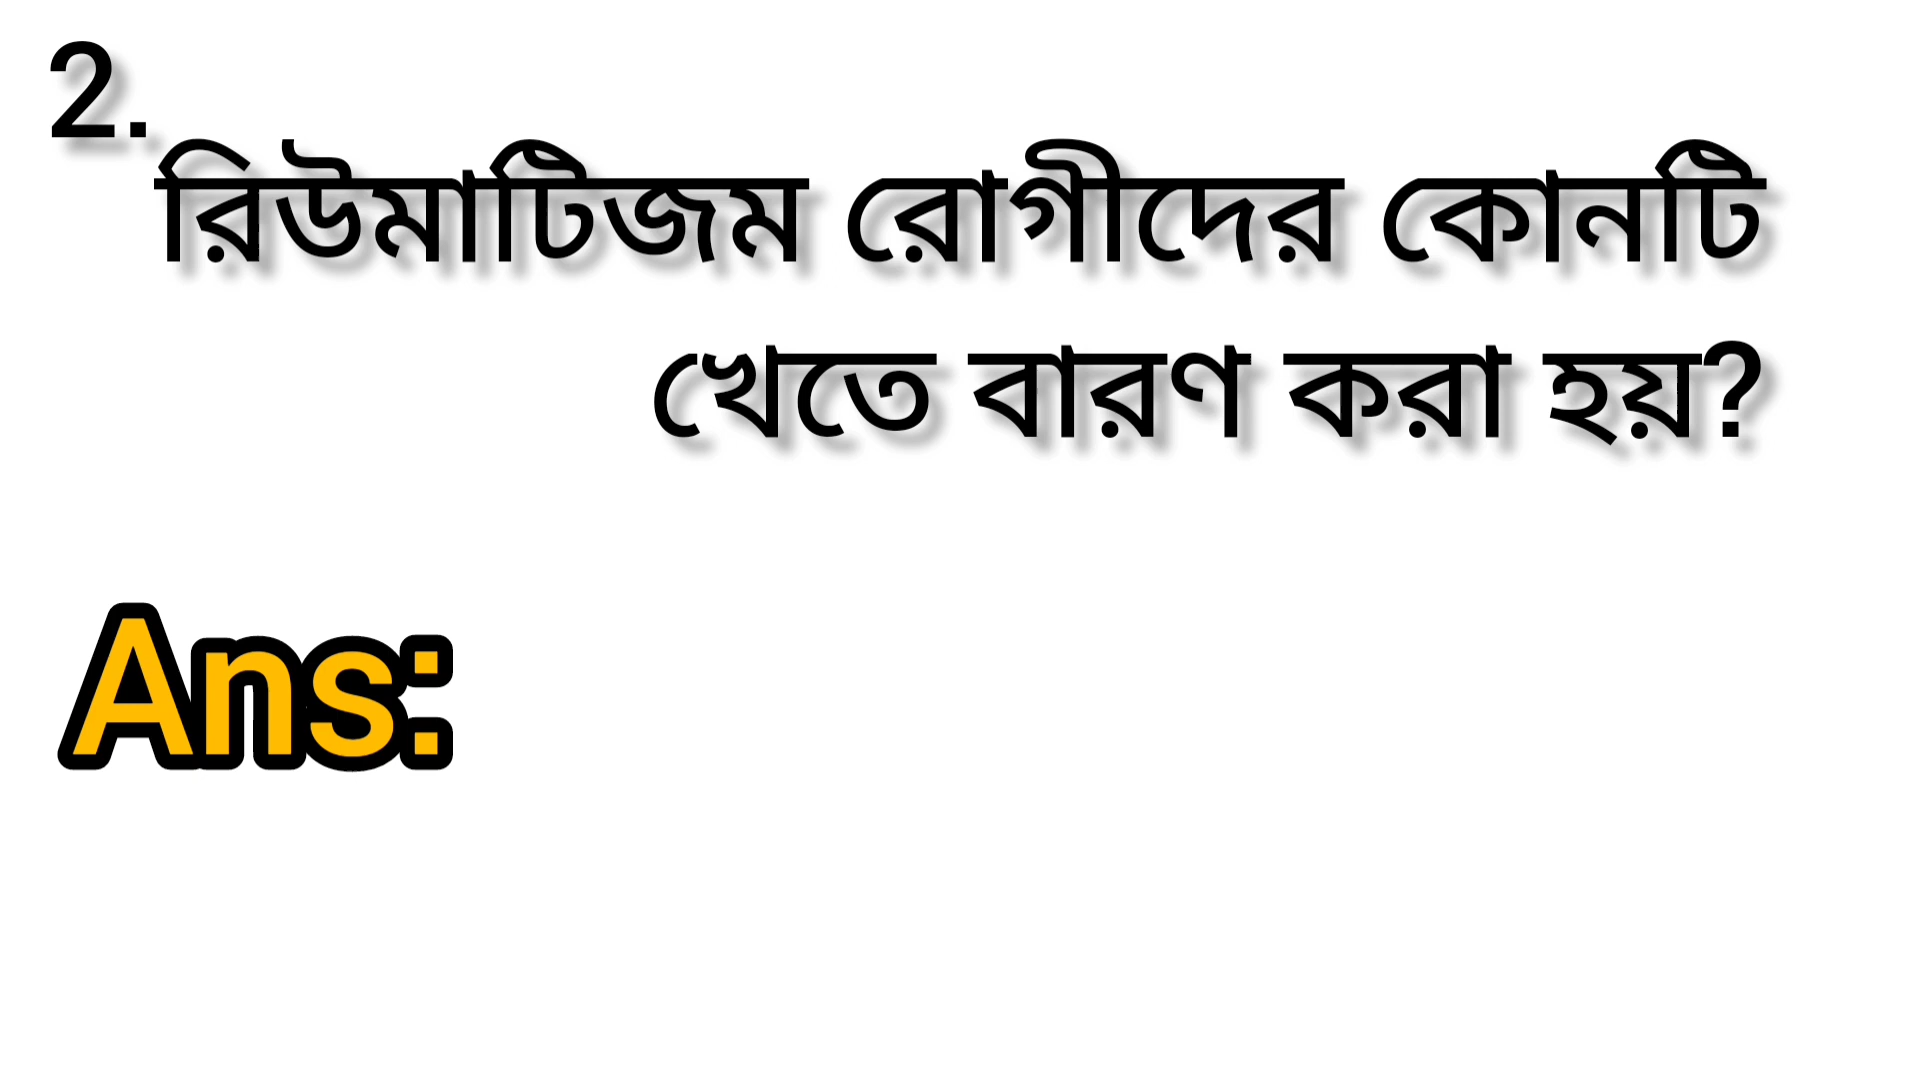 2.
রিউমাটিজম রোগীদের কোনটি
খেতে বারণ করা হয়?
Ans: